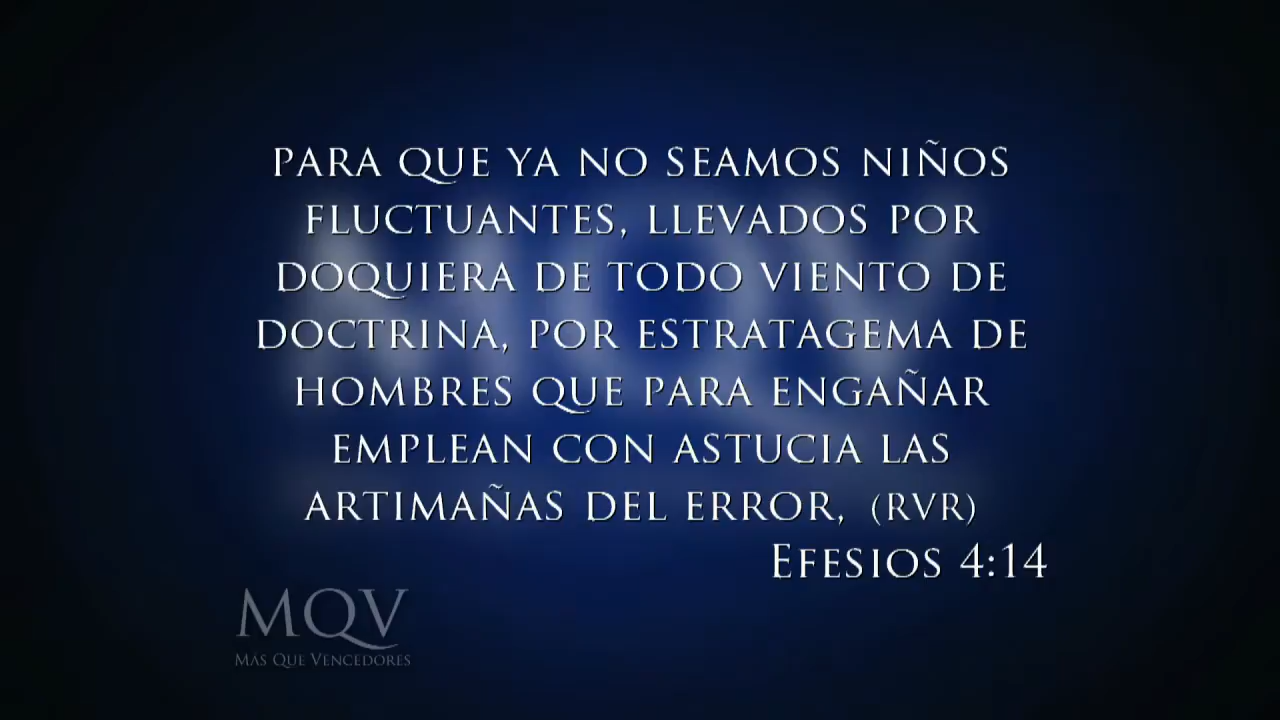 PARA QUE YA NO SEAMOS NIÑOS
FLUCTUANTES, LLEVADOS POR
DOQUIERA DE TODO VIENTO DE
DOCTRINA, POR ESTRATAGEMA DE
HOMBRES QUE PARA ENGAÑAR
EMPLEAN CON ASTUCIA LAS
ARTIMAÑAS DEL ERROR, (RVR)
EFESIOS 4:14
MQV
MÁS QUE VENCEDORES